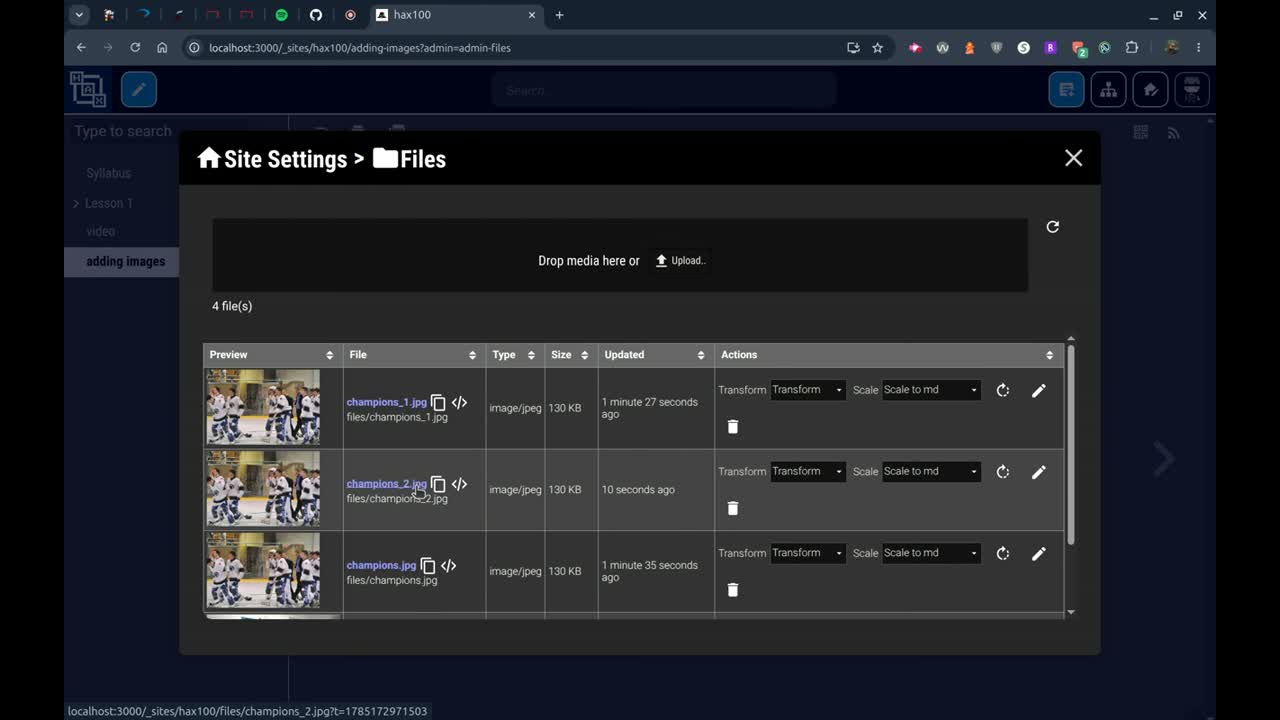 hax100
localhost:3000/_sites/hax100/adding-images?admin=admin-files
2
Search...
Type to search
Syllabus
Lesson 1
video
adding images
Site Settings > Files
Drop media here or Upload..
4 file(s)
Preview File Type Size Updated Actions
champions_1.jpg
files/champions_1.jpg
image/jpeg 130 KB 1 minute 27 seconds ago
Transform Transform Scale Scale to md
champions_2.jpg
files/champions_2.jpg
image/jpeg 130 KB 10 seconds ago
Transform Transform Scale Scale to md
champions.jpg
files/champions.jpg
image/jpeg 130 KB 1 minute 35 seconds ago
Transform Transform Scale Scale to md
localhost:3000/_sites/hax100/files/champions_2.jpg?t=1785172971503